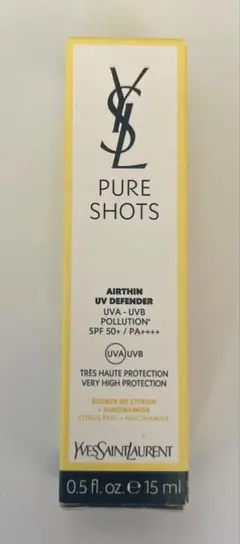 YSL
PURE
SHOTS
AIRTHIN
UV DEFENDER
UVA - UVB
POLLUTION*
SPF 50+ / PA++++
UVA UVB
TRÈS HAUTE PROTECTION
VERY HIGH PROTECTION
ÉCORCE DE CITRON
+ NIACINAMIDE
CITRUS PEEL + NIACINAMIDE
YVESSAINTLAURENT
0.5 fl. oz. e 15 ml